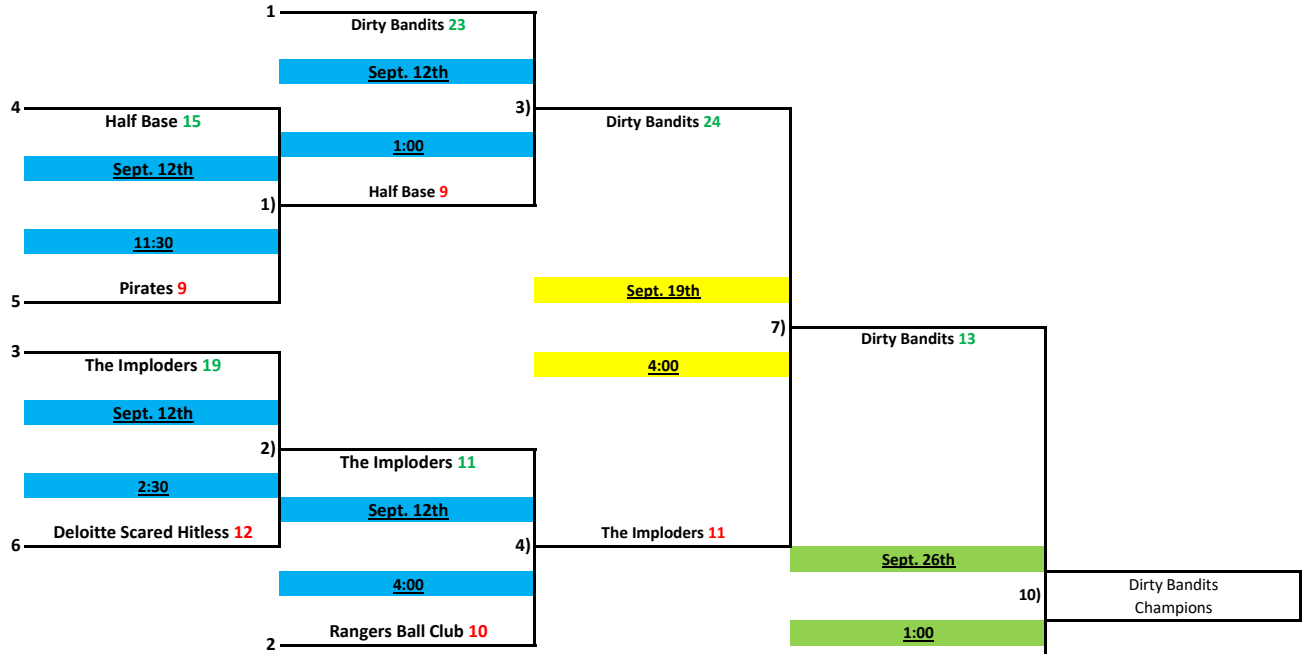 1
Dirty Bandits 23
Sept. 12th
4
3)
Half Base 15
Dirty Bandits 24
1:00
Sept. 12th
Half Base 9
1)
11:30
Pirates 9
Sept. 19th
5
7)
Dirty Bandits 13
3
The Imploders 19
4:00
Sept. 12th
2)
The Imploders 11
2:30
Sept. 12th
Deloitte Scared Hitless 12
The Imploders 11
6
4)
Sept. 26th
4:00
Dirty Bandits
10)
Champions
Rangers Ball Club 10
1:00
2